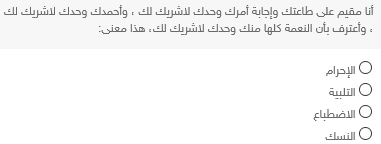 أنا مقيم على طاعتك وإجابة أمرك وحدك لاشريك لك ، وأحمدك وحدك لاشريك لك
، وأعترف بأن النعمة كلها منك وحدك لاشريك لك، هذا معنى:
الإحرام
التلبية
الاضطباع
النسك